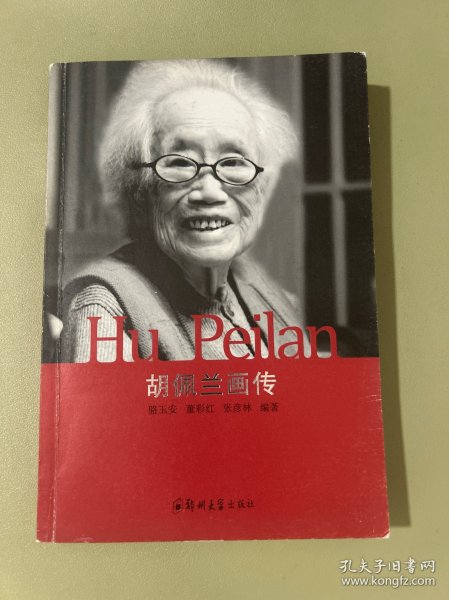 Hu Peilan
胡佩兰画传
骆玉安 董彩红 张彦林 编著
郑州大学出版社
孔夫子旧书网
www.kongfz.com